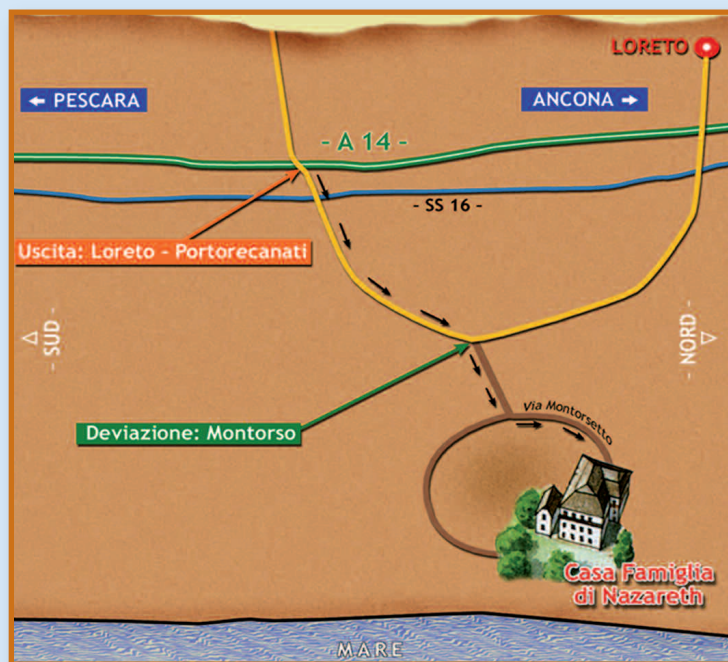 LORETO
← PESCARA
ANCONA →
- A 14 -
- SS 16 -
Uscita: Loreto - Portorecanati
- SUD -
- NORD -
Via Montorsetto
Deviazione: Montorso
Casa Famiglia
di Nazareth
MARE